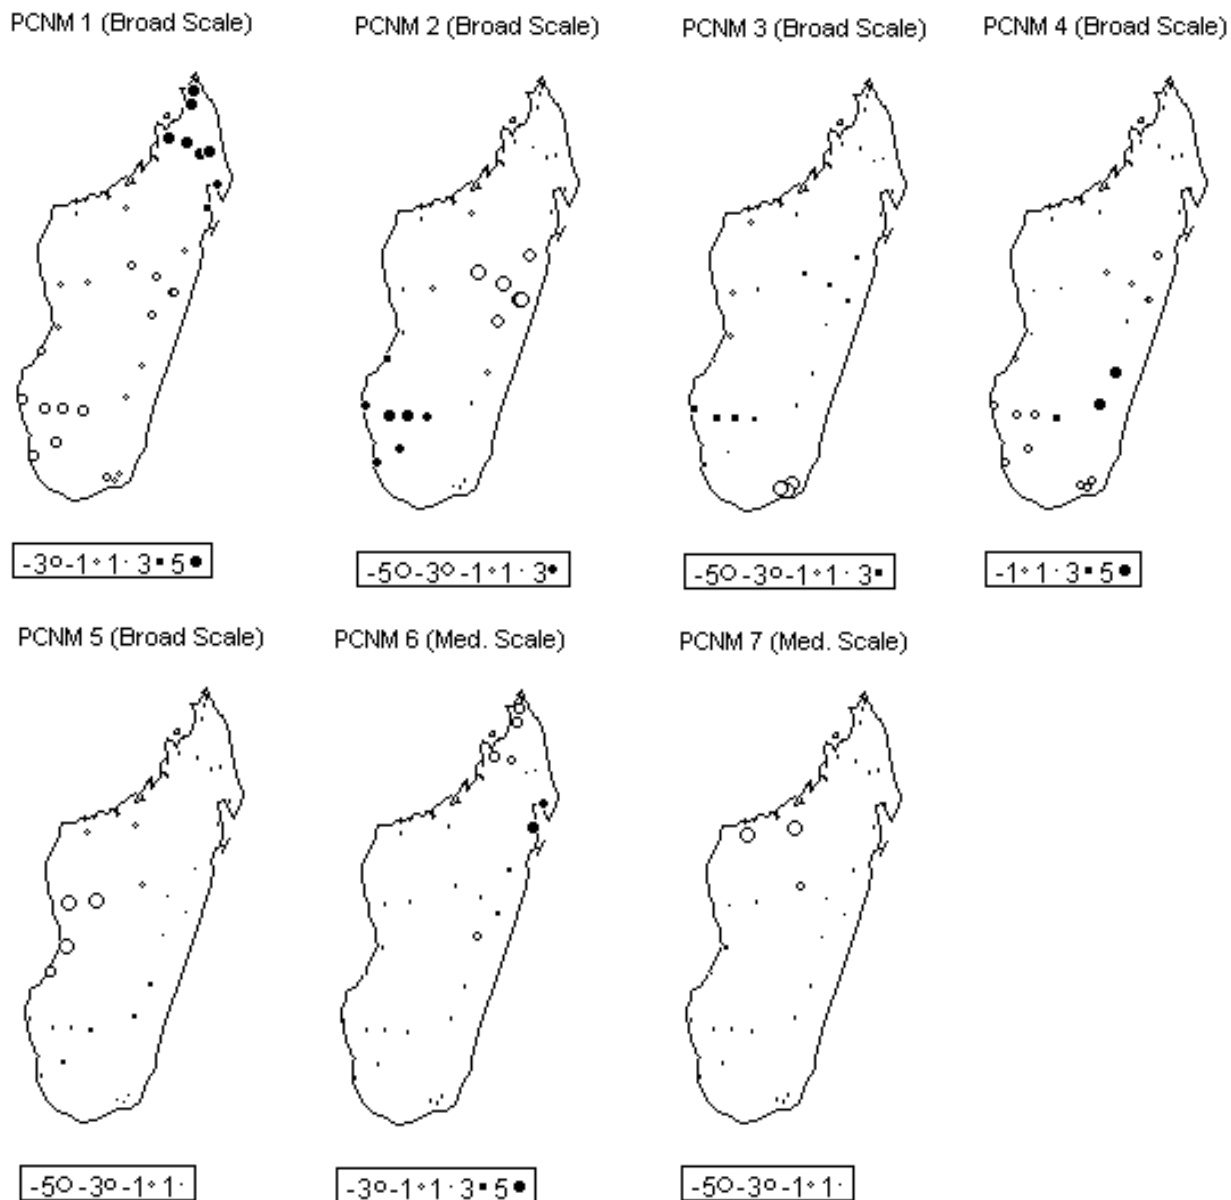 PCNM 1 (Broad Scale)
PCNM 2 (Broad Scale)
PCNM 3 (Broad Scale)
PCNM 4 (Broad Scale)
-3 -1 1 3 5
-5 -3 -1 1 3
-5 -3 -1 1 3
-1 1 3 5
PCNM 5 (Broad Scale)
PCNM 6 (Med. Scale)
PCNM 7 (Med. Scale)
-5 -3 -1 1
-3 -1 1 3 5
-5 -3 -1 1